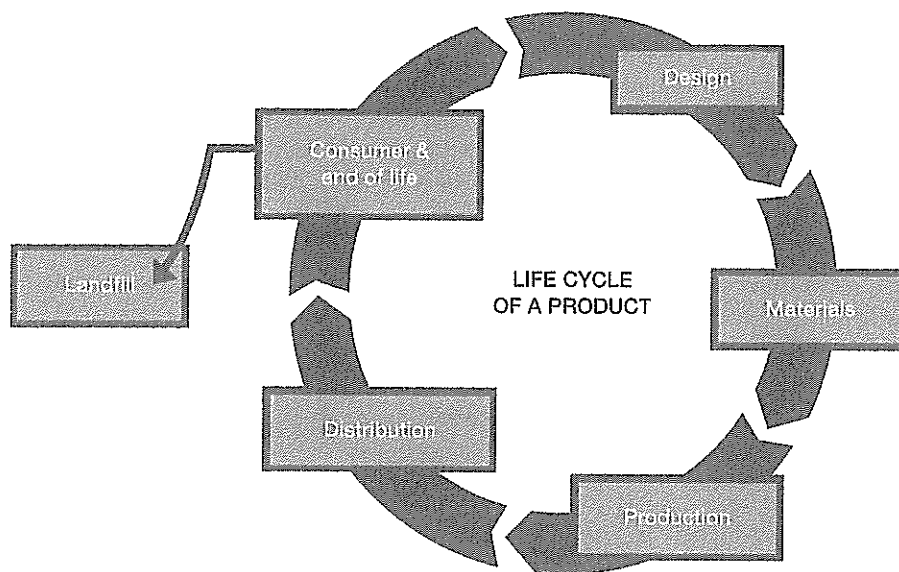 Design
Consumer &
end of life
Landfill
LIFE CYCLE
OF A PRODUCT
Materials
Distribution
Production